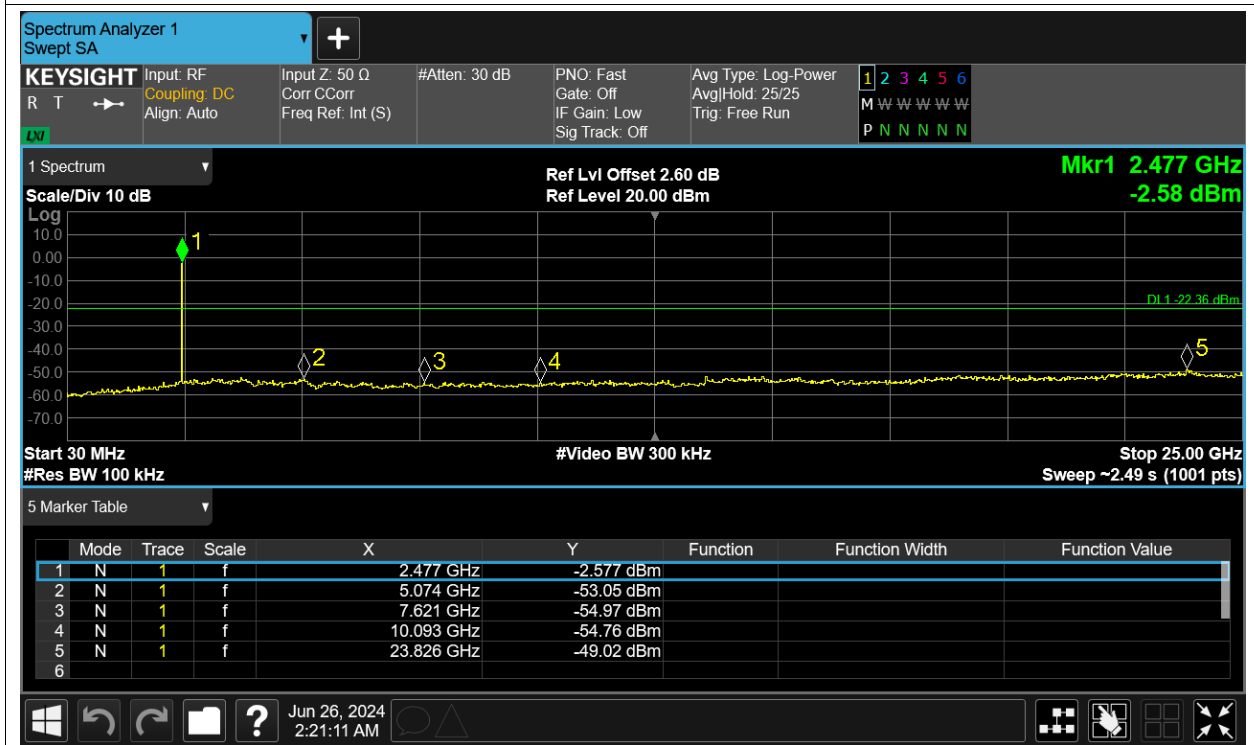 Spectrum Analyzer 1
Swept SA
KEYSIGHT
R T
LXI
Input: RF
Coupling: DC
Align: Auto
Input Z: 50 Ω
Corr CCorr
Freq Ref: Int (S)
#Atten: 30 dB
PNO: Fast
Gate: Off
IF Gain: Low
Sig Track: Off
Avg Type: Log-Power
Avg|Hold: 25/25
Trig: Free Run
1 2 3 4 5 6
M W W W W W W
P N N N N N
1 Spectrum
Scale/Div 10 dB
Ref Lvl Offset 2.60 dB
Ref Level 20.00 dBm
Mkr1 2.477 GHz
-2.58 dBm
Log
10.0
0.00
-10.0
-20.0
-30.0
-40.0
-50.0
-60.0
-70.0
1
2
3
4
5
DL1 -22.36 dBm
Start 30 MHz
#Res BW 100 kHz
#Video BW 300 kHz
Stop 25.00 GHz
Sweep ~2.49 s (1001 pts)
5 Marker Table
Mode Trace Scale X Y Function Function Width Function Value
1 N 1 f 2.477 GHz -2.577 dBm
2 N 1 f 5.074 GHz -53.05 dBm
3 N 1 f 7.621 GHz -54.97 dBm
4 N 1 f 10.093 GHz -54.76 dBm
5 N 1 f 23.826 GHz -49.02 dBm
6
?
Jun 26, 2024
2:21:11 AM